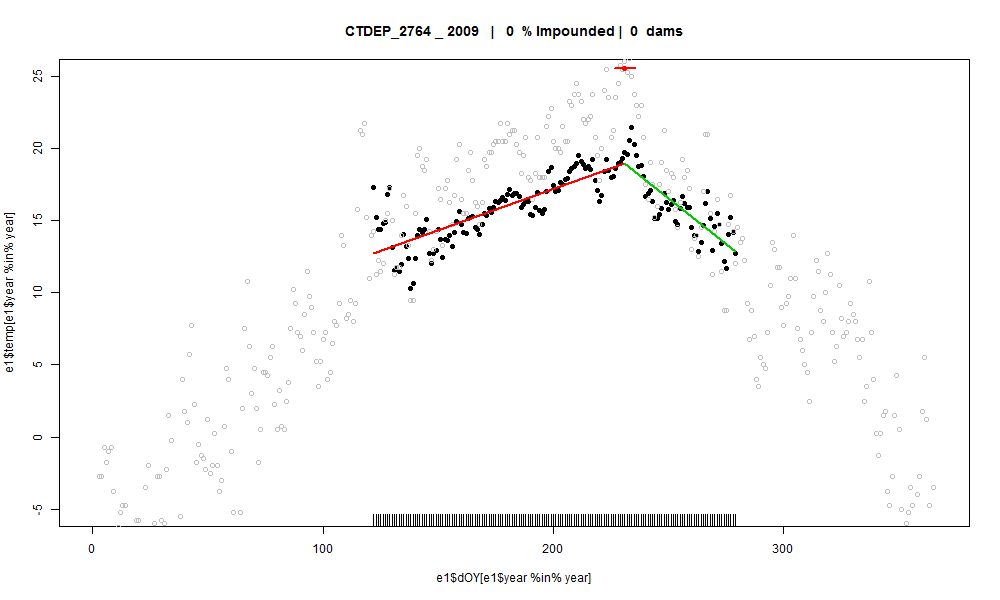 CTDEP_2764 _ 2009 | 0 % Impounded | 0 dams
e1$temp[e1$year %in% year]
25
20
15
10
5
0
-5
0 100 200 300
e1$dOY[e1$year %in% year]